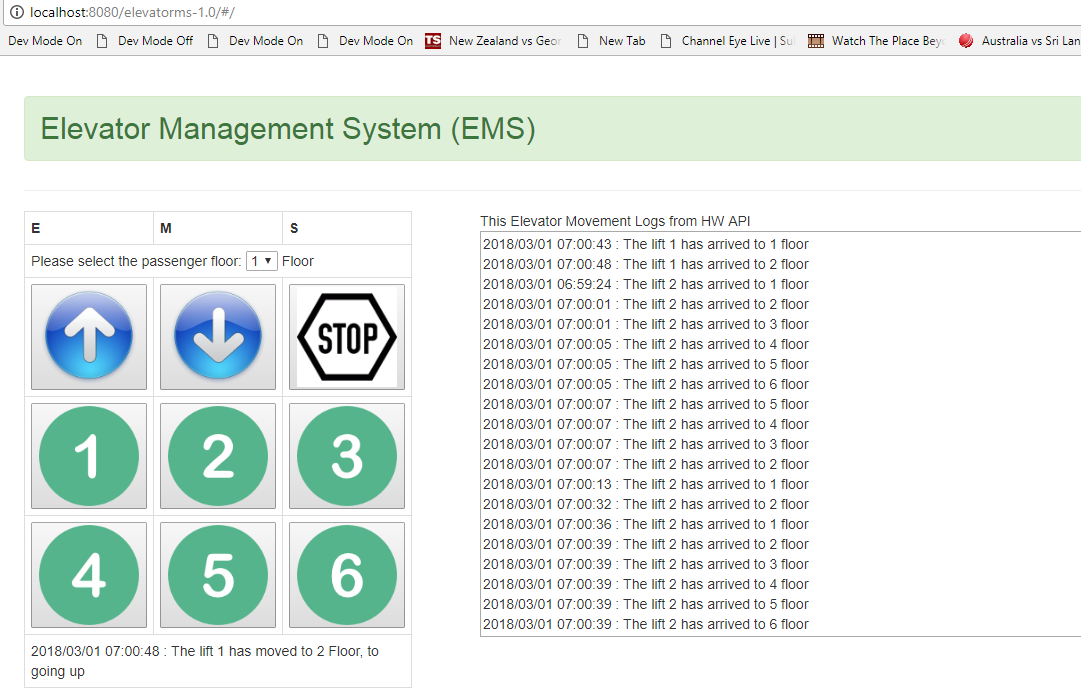 localhost:8080/elevatorms-1.0/#/
Dev Mode On Dev Mode Off Dev Mode On Dev Mode On TS New Zealand vs Geor New Tab Channel Eye Live | Su Watch The Place Bey Australia vs Sri Lan
Elevator Management System (EMS)
E M S
Please select the passenger floor: 1 Floor
STOP
1 2 3
4 5 6
2018/03/01 07:00:48 : The lift 1 has moved to 2 Floor, to
going up
This Elevator Movement Logs from HW API
2018/03/01 07:00:43 : The lift 1 has arrived to 1 floor
2018/03/01 07:00:48 : The lift 1 has arrived to 2 floor
2018/03/01 06:59:24 : The lift 2 has arrived to 1 floor
2018/03/01 07:00:01 : The lift 2 has arrived to 2 floor
2018/03/01 07:00:01 : The lift 2 has arrived to 3 floor
2018/03/01 07:00:05 : The lift 2 has arrived to 4 floor
2018/03/01 07:00:05 : The lift 2 has arrived to 5 floor
2018/03/01 07:00:05 : The lift 2 has arrived to 6 floor
2018/03/01 07:00:07 : The lift 2 has arrived to 5 floor
2018/03/01 07:00:07 : The lift 2 has arrived to 4 floor
2018/03/01 07:00:07 : The lift 2 has arrived to 3 floor
2018/03/01 07:00:07 : The lift 2 has arrived to 2 floor
2018/03/01 07:00:13 : The lift 2 has arrived to 1 floor
2018/03/01 07:00:32 : The lift 2 has arrived to 2 floor
2018/03/01 07:00:36 : The lift 2 has arrived to 1 floor
2018/03/01 07:00:39 : The lift 2 has arrived to 2 floor
2018/03/01 07:00:39 : The lift 2 has arrived to 3 floor
2018/03/01 07:00:39 : The lift 2 has arrived to 4 floor
2018/03/01 07:00:39 : The lift 2 has arrived to 5 floor
2018/03/01 07:00:39 : The lift 2 has arrived to 6 floor